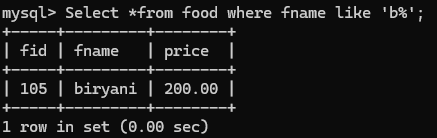 mysql> Select *from food where fname like 'b%';
+-----+---------+--------+
| fid | fname   | price  |
+-----+---------+--------+
| 105 | biryani | 200.00 |
+-----+---------+--------+
1 row in set (0.00 sec)